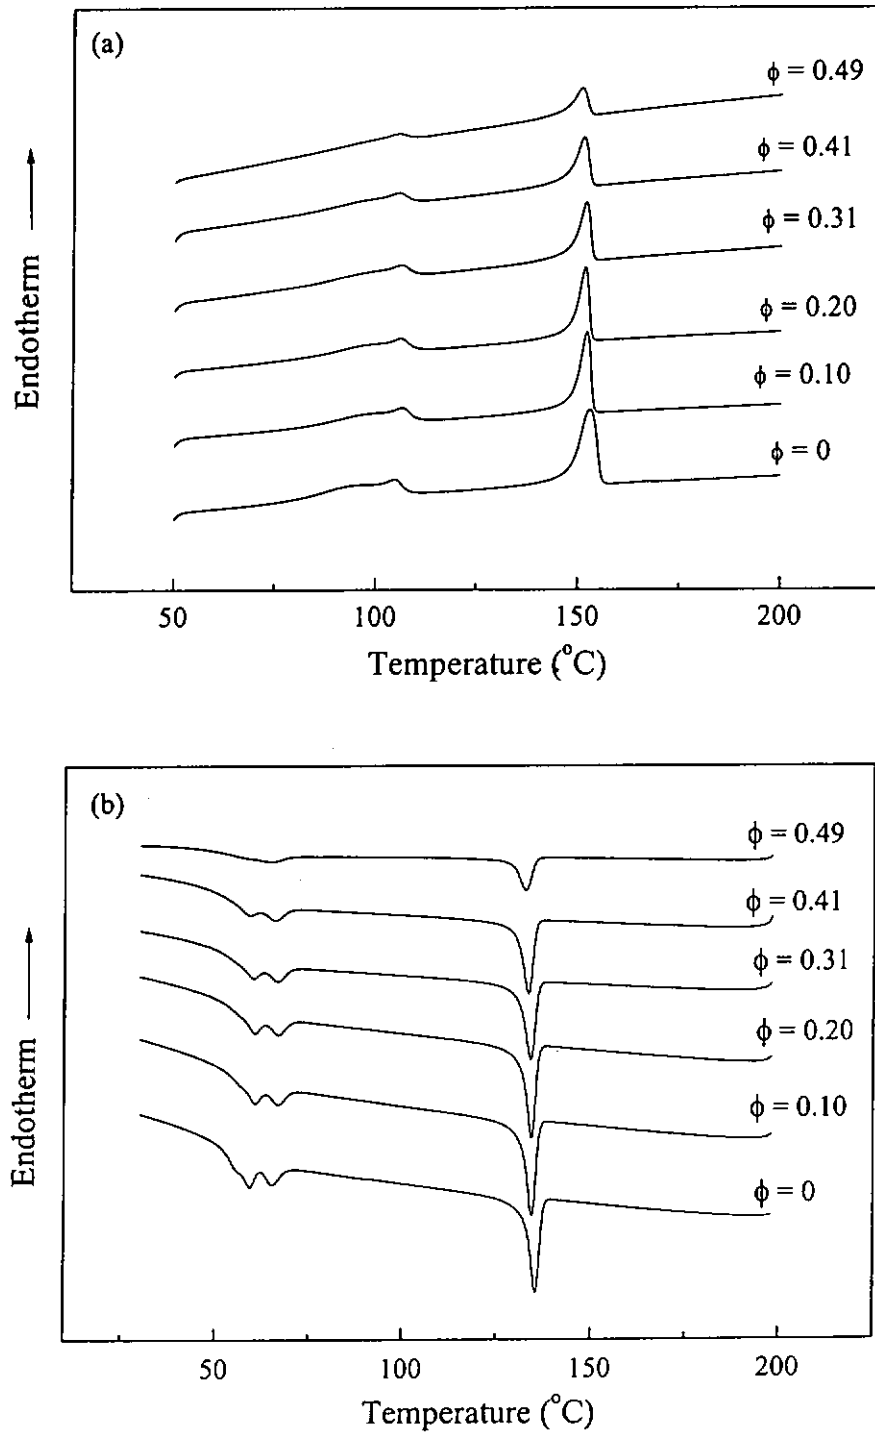 (a)
ϕ = 0.49
ϕ = 0.41
ϕ = 0.31
ϕ = 0.20
ϕ = 0.10
ϕ = 0
Endotherm
50 100 150 200
Temperature (°C)
(b)
ϕ = 0.49
ϕ = 0.41
ϕ = 0.31
ϕ = 0.20
ϕ = 0.10
ϕ = 0
Endotherm
50 100 150 200
Temperature (°C)